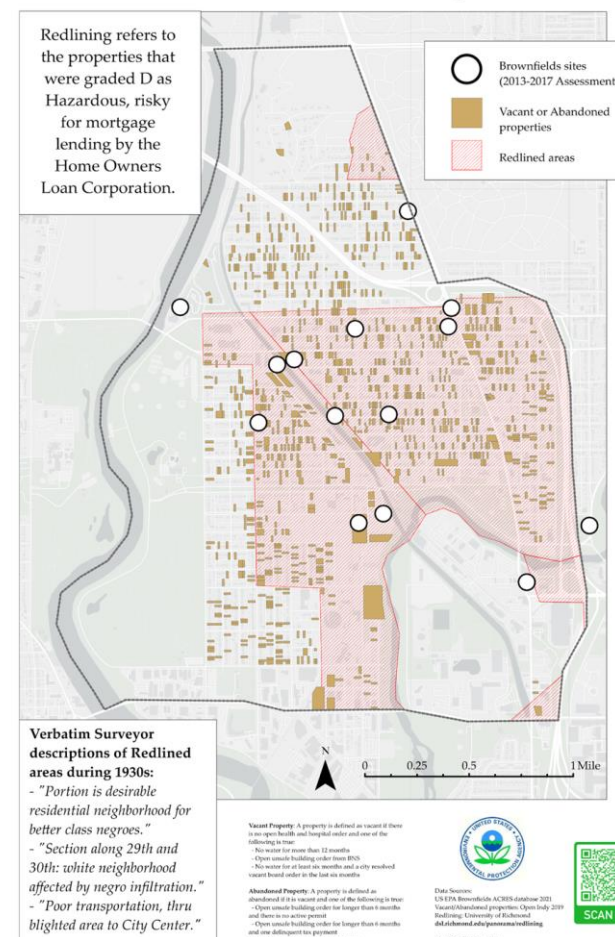 Redlining refers to
the properties that
were graded D as
Hazardous, risky
for mortgage
lending by the
Home Owners
Loan Corporation.
Brownfields sites
(2013-2017 Assessment
Vacant or Abandoned
properties
Redlined areas
Verbatim Surveyor
descriptions of Redlined
areas during 1930s:
- "Portion is desirable
residential neighborhood for
better class negroes."
- "Section along 29th and
30th: white neighborhood
affected by negro infiltration."
- "Poor transportation, thru
blighted area to City Center."
N
0 0.5 1 Mile
Vacant Property: A property is defined as vacant if there
is no open health and hospital order and one of the
following is true:
- No water for more than 12 months
- Open unsafe building order from BNS
- No water for at least six months and a city resolved
vacant board order in the last six months
Abandoned Property: A property is defined as
abandoned if it is vacant and one of the following is true:
- Open unsafe building order for longer than 6 months
and there is no active permit
- Open unsafe building order for longer than 6 months
and one delinquent tax payment
UNITED STATES
ENVIRONMENTAL PROTECTION AGENCY
Data Sources:
US EPA Brownfields ACRES database 2021
Vacant/Abandoned properties: Open Indy 2019
Redlining: University of Richmond
dsl.richmond.edu/panorama/redlining
SCAN